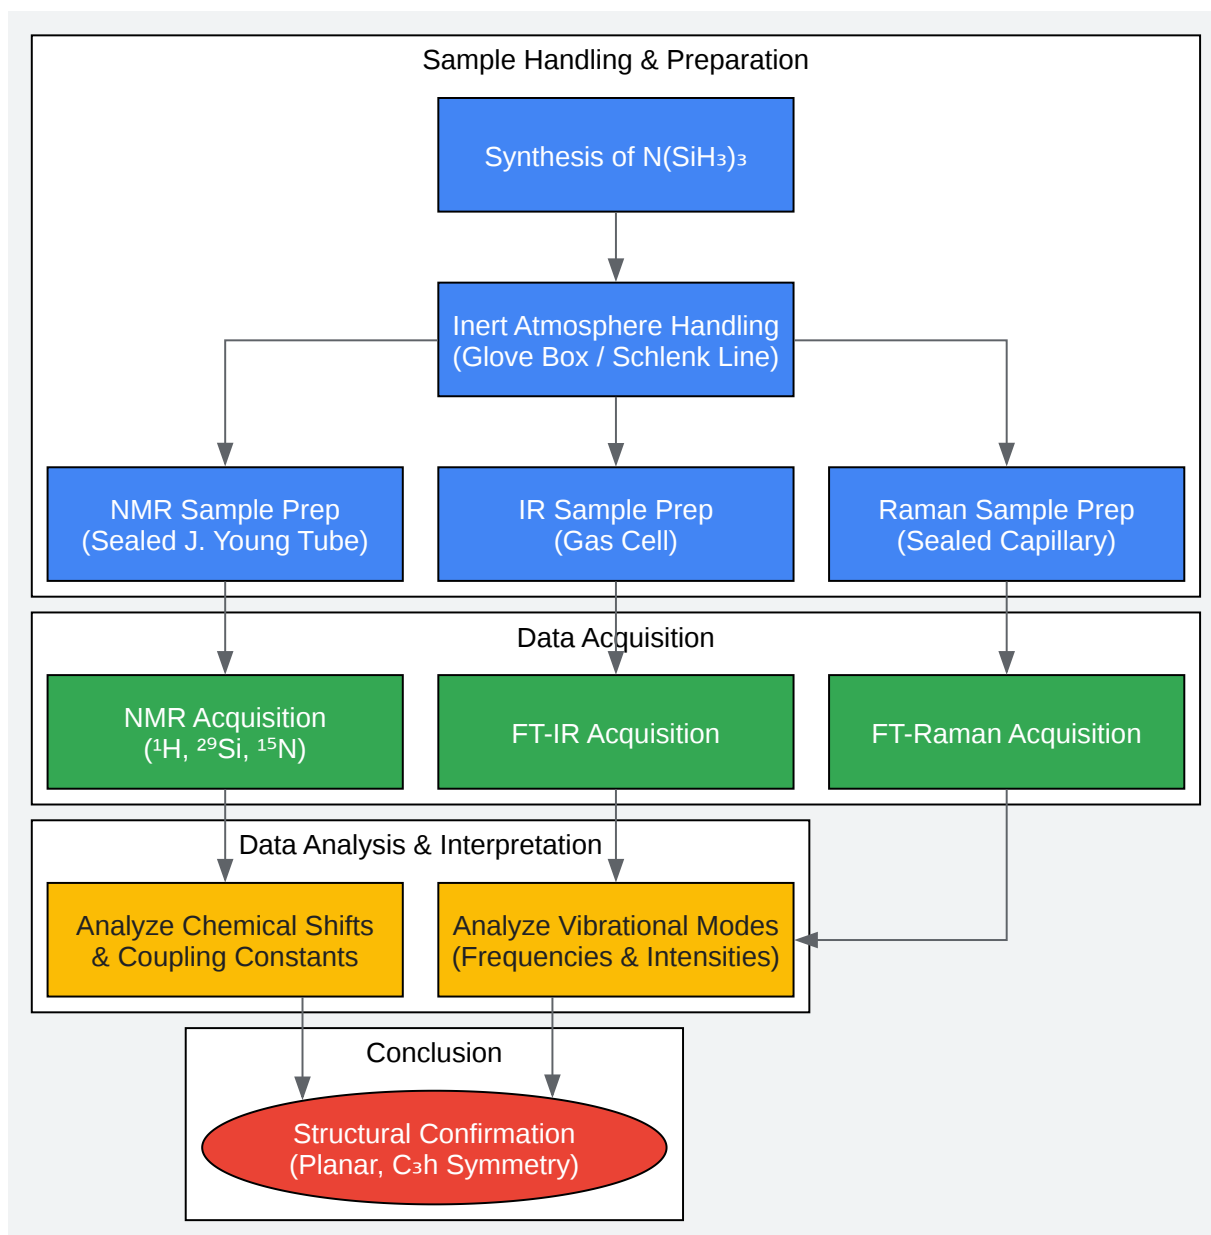 Sample Handling & Preparation
Synthesis of N(SiH₃)₃
Inert Atmosphere Handling
(Glove Box / Schlenk Line)
NMR Sample Prep
(Sealed J. Young Tube)
IR Sample Prep
(Gas Cell)
Raman Sample Prep
(Sealed Capillary)
Data Acquisition
NMR Acquisition
(¹H, ²⁹Si, ¹⁵N)
FT-IR Acquisition
FT-Raman Acquisition
Data Analysis & Interpretation
Analyze Chemical Shifts
& Coupling Constants
Analyze Vibrational Modes
(Frequencies & Intensities)
Conclusion
Structural Confirmation
(Planar, C₃h Symmetry)